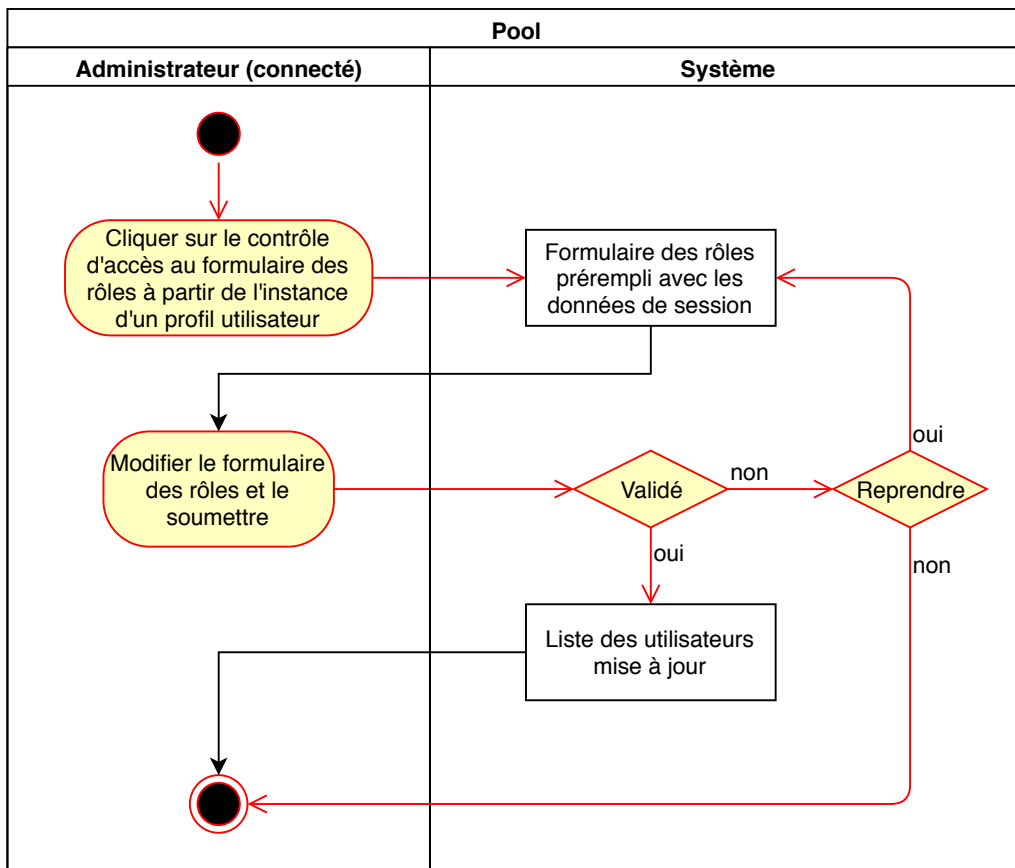 Pool
Administrateur (connecté)
Système
Cliquer sur le contrôle
d'accès au formulaire des
rôles à partir de l'instance
d'un profil utilisateur
Formulaire des rôles
prérempli avec les
données de session
oui
Modifier le formulaire
des rôles et le
soumettre
Validé
non
Reprendre
oui
non
Liste des utilisateurs
mise à jour